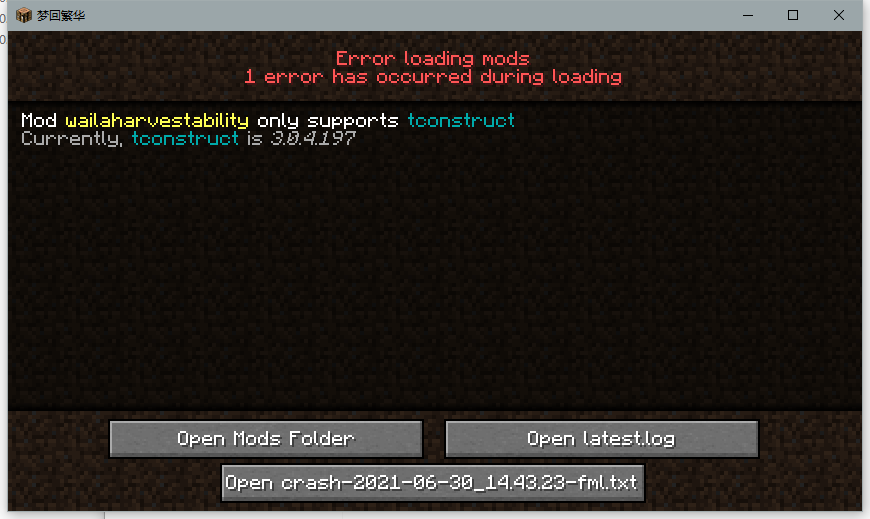 梦回繁华
Error loading mods
1 error has occurred during loading
Mod wailaharvestability only supports tconstruct
Currently, tconstruct is 3.0.4.197
Open Mods Folder
Open latest.log
Open crash-2021-06-30_14.43.23-fml.txt